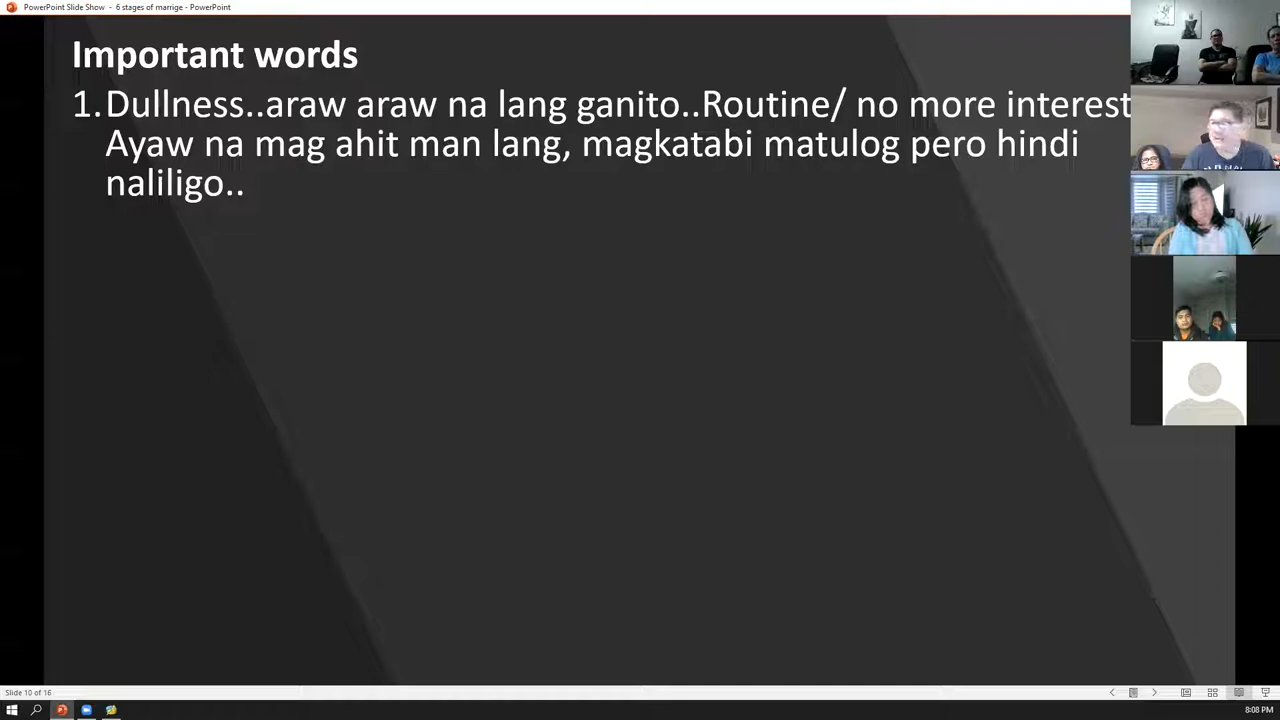 PowerPoint Slide Show - 6 stages of marrige - PowerPoint
Important words
1. Dullness..araw araw na lang ganito..Routine/ no more interest
Ayaw na mag ahit man lang, magkatabi matulog pero hindi
naliligo..
Slide 10 of 16
8:08 PM